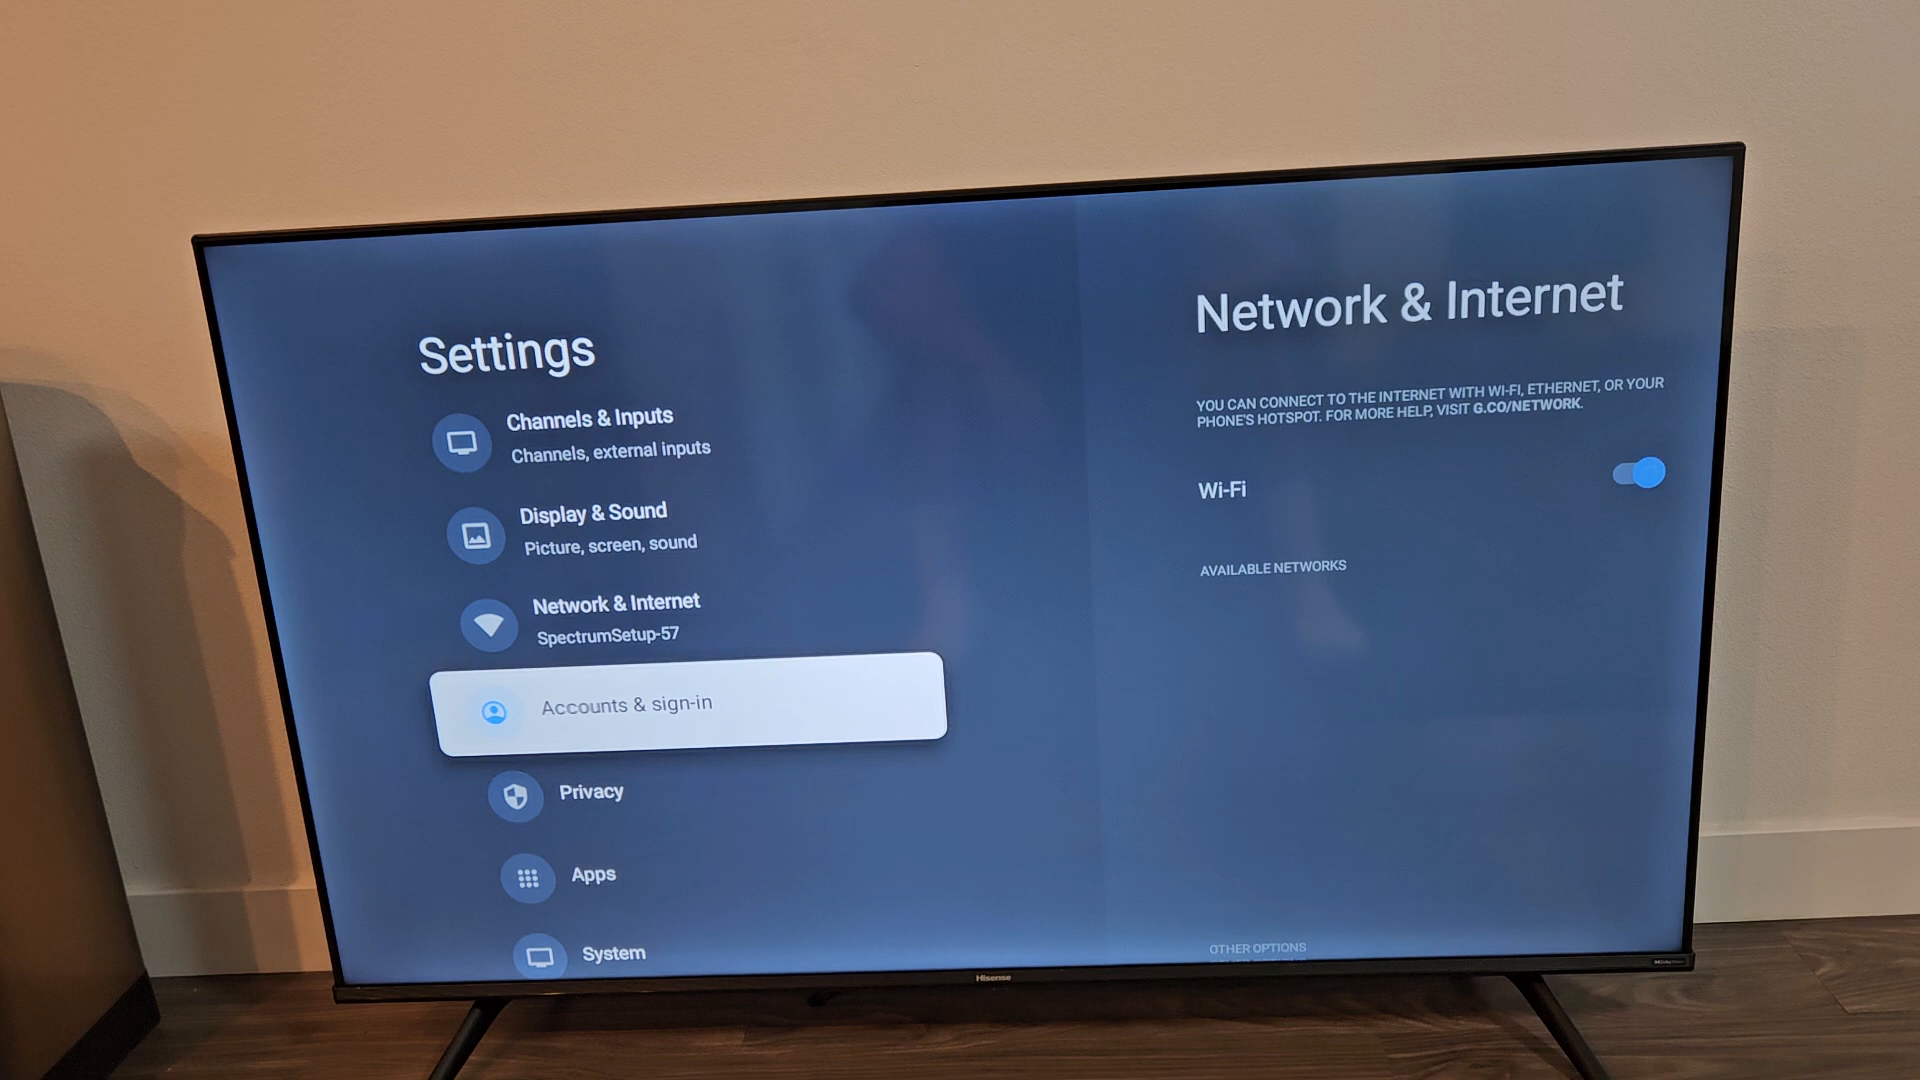 Settings
Channels & Inputs
Channels, external inputs
Display & Sound
Picture, screen, sound
Network & Internet
SpectrumSetup-57
Accounts & sign-in
Privacy
Apps
System
Network & Internet
YOU CAN CONNECT TO THE INTERNET WITH WI-FI, ETHERNET, OR YOUR
PHONE'S HOTSPOT. FOR MORE HELP, VISIT G.CO/NETWORK.
Wi-Fi
AVAILABLE NETWORKS
OTHER OPTIONS
Hisense